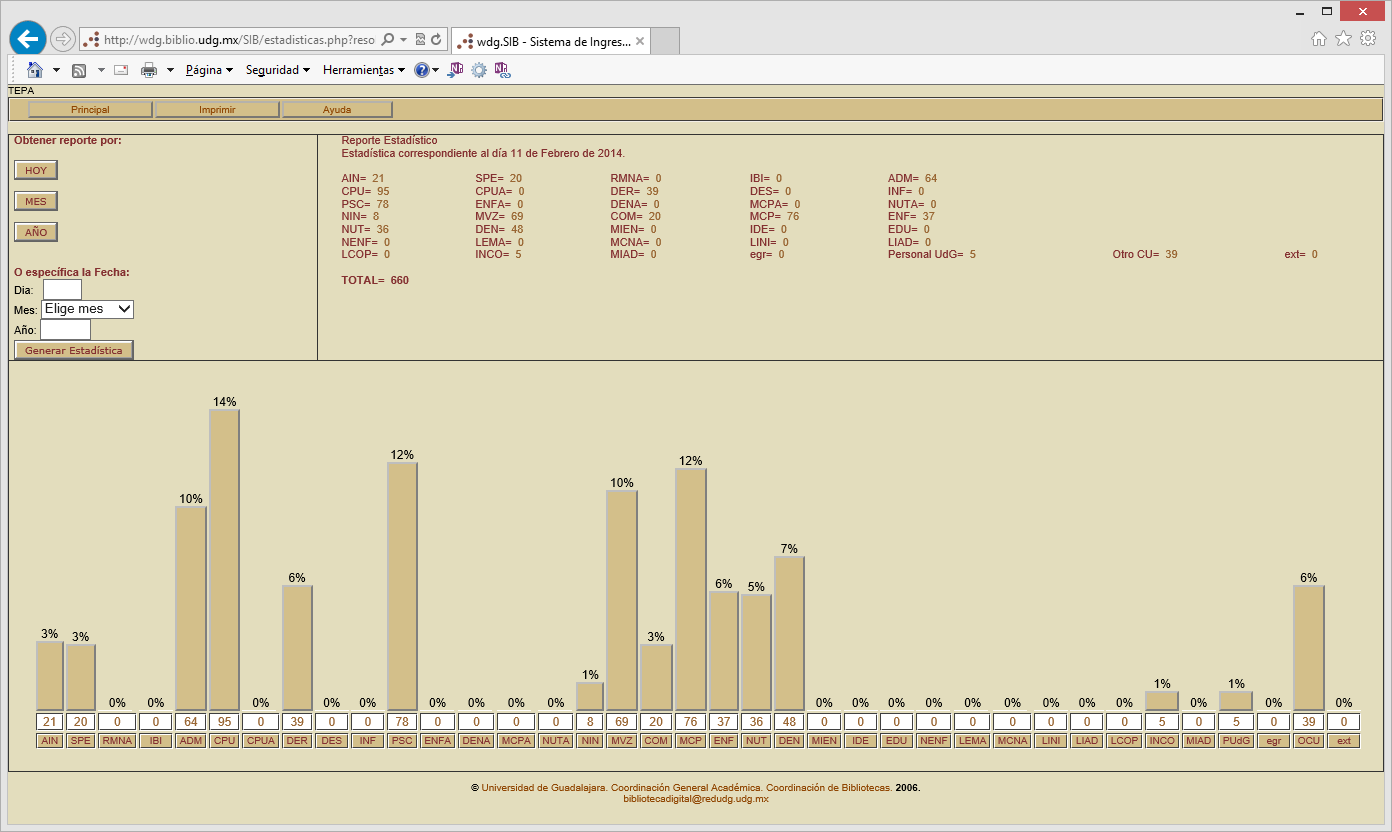 http://wdg.biblio.udg.mx/SIB/estadisticas.php?reso
wdg.SIB - Sistema de Ingres...
Página Seguridad Herramientas
TEPA
Principal Imprimir Ayuda
Obtener reporte por:
HOY
MES
AÑO
O específica la Fecha:
Dia:
Mes: Elige mes
Año:
Generar Estadística
Reporte Estadístico
Estadística correspondiente al día 11 de Febrero de 2014.
AIN= 21 SPE= 20 RMNA= 0 IBI= 0 ADM= 64
CPU= 95 CPUA= 0 DER= 39 DES= 0 INF= 0
PSC= 78 ENFA= 0 DENA= 0 MCPA= 0 NUTA= 0
NIN= 8 MVZ= 69 COM= 20 MCP= 76 ENF= 37
NUT= 36 DEN= 48 MIEN= 0 IDE= 0 EDU= 0
NENF= 0 LEMA= 0 MCNA= 0 LINI= 0 LIAD= 0
LCOP= 0 INCO= 5 MIAD= 0 egr= 0 Personal UdG= 5 Otro CU= 39 ext= 0
TOTAL= 660
3% 3% 0% 0% 10% 14% 0% 6% 0% 0% 12% 0% 0% 0% 0% 1% 10% 3% 12% 6% 5% 7% 0% 0% 0% 0% 0% 0% 0% 0% 0% 1% 0% 1% 0% 6% 0%
21 20 0 0 64 95 0 39 0 0 78 0 0 0 0 8 69 20 76 37 36 48 0 0 0 0 0 0 0 0 0 5 0 5 0 39 0
AIN SPE RMNA IBI ADM CPU CPUA DER DES INF PSC ENFA DENA MCPA NUTA NIN MVZ COM MCP ENF NUT DEN MIEN IDE EDU NENF LEMA MCNA LINI LIAD LCOP INCO MIAD PUdG egr OCU ext
© Universidad de Guadalajara. Coordinación General Académica. Coordinación de Bibliotecas. 2006.
bibliotecadigital@redudg.udg.mx